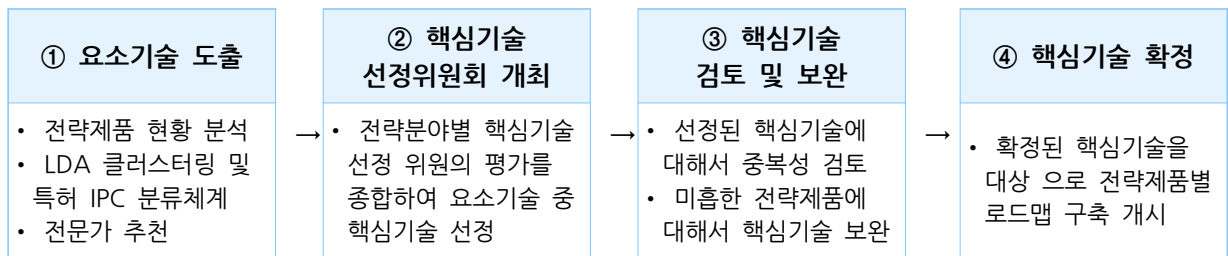 ① 요소기술 도출
• 전략제품 현황 분석
• LDA 클러스터링 및
특허 IPC 분류체계
• 전문가 추천
→
② 핵심기술
선정위원회 개최
• 전략분야별 핵심기술
선정 위원의 평가를
종합하여 요소기술 중
핵심기술 선정
→
③ 핵심기술
검토 및 보완
• 선정된 핵심기술에
대해서 중복성 검토
• 미흡한 전략제품에
대해서 핵심기술 보완
→
④ 핵심기술 확정
• 확정된 핵심기술을
대상 으로 전략제품별
로드맵 구축 개시